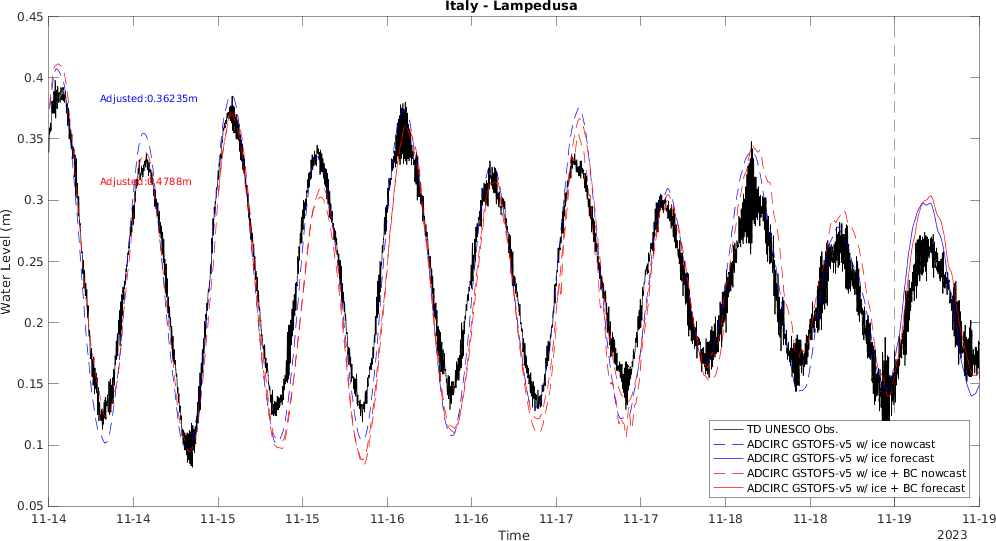 Italy - Lampedusa
0.45
0.4
0.35
0.3
0.25
0.2
0.15
0.1
0.05
Water Level (m)
Adjusted:0.36235m
Adjusted:0.4788m
TD UNESCO Obs.
ADCIRC GSTOFS-v5 w/ ice nowcast
ADCIRC GSTOFS-v5 w/ ice forecast
ADCIRC GSTOFS-v5 w/ ice + BC nowcast
ADCIRC GSTOFS-v5 w/ ice + BC forecast
11-14 11-14 11-15 11-15 11-16 11-16 11-17 11-17 11-18 11-18 11-19 11-19
Time
2023